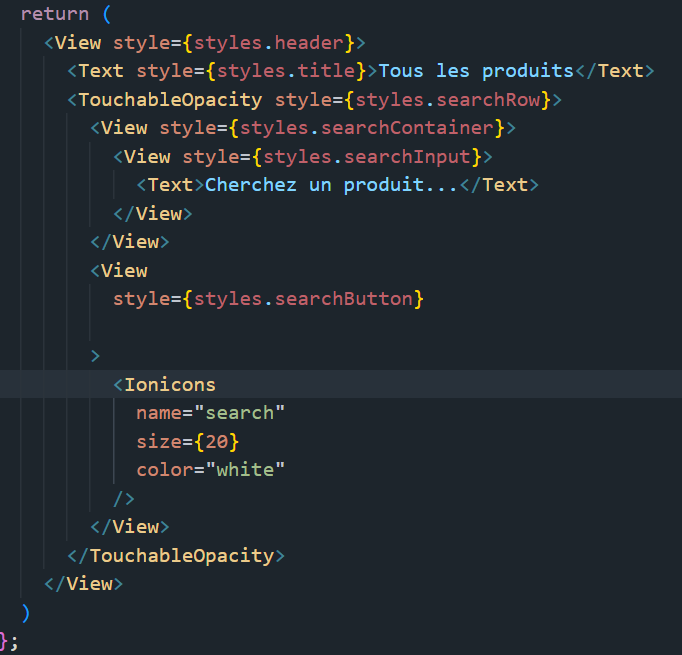 return (
<View style={styles.header}>
<Text style={styles.title}>Tous les produits</Text>
<TouchableOpacity style={styles.searchRow}>
<View style={styles.searchContainer}>
<View style={styles.searchInput}>
<Text>Cherchez un produit...</Text>
</View>
</View>
<View
style={styles.searchButton}
>
<Ionicons
name="search"
size={20}
color="white"
/>
</View>
</TouchableOpacity>
</View>
)
};